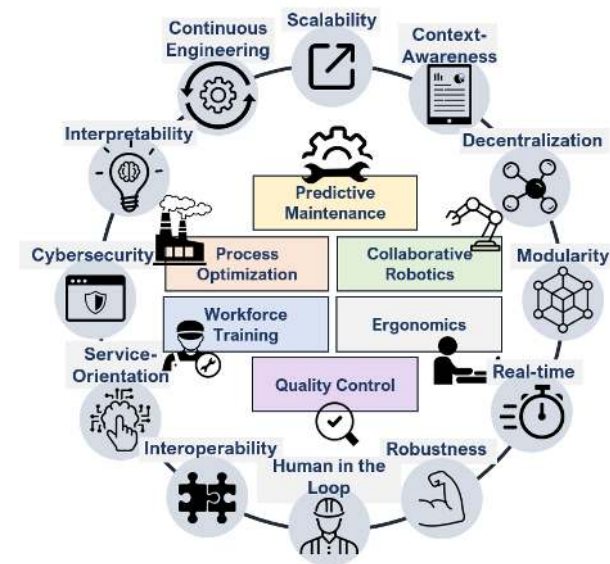 Scalability
Continuous
Engineering
Context-
Awareness
Interpretability
Decentralization
Predictive
Maintenance
Cybersecurity
Process
Optimization
Collaborative
Robotics
Modularity
Workforce
Training
Ergonomics
Service-
Orientation
Real-time
Quality Control
Interoperability
Human in the
Loop
Robustness